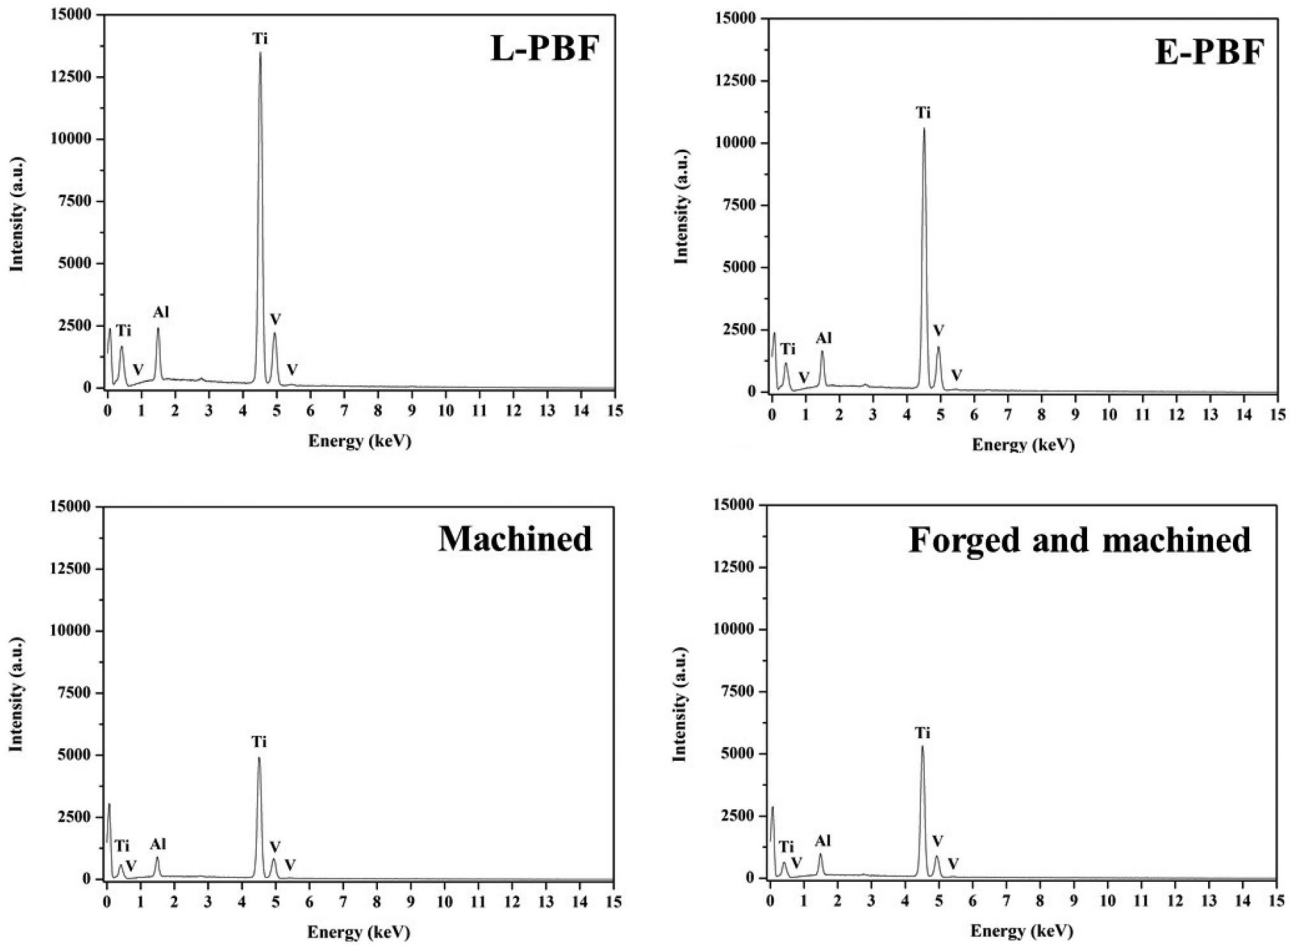 L-PBF
Intensity (a.u.)
15000
12500
10000
7500
5000
2500
0
Ti
V
Al
Ti
V
V
0 1 2 3 4 5 6 7 8 9 10 11 12 13 14 15
Energy (keV)
E-PBF
Intensity (a.u.)
15000
12500
10000
7500
5000
2500
0
Ti
V
Al
Ti
V
V
0 1 2 3 4 5 6 7 8 9 10 11 12 13 14 15
Energy (keV)
Machined
Intensity (a.u.)
15000
12500
10000
7500
5000
2500
0
Ti
V
Al
Ti
V
V
0 1 2 3 4 5 6 7 8 9 10 11 12 13 14 15
Energy (keV)
Forged and machined
Intensity (a.u.)
15000
12500
10000
7500
5000
2500
0
Ti
V
Al
Ti
V
V
0 1 2 3 4 5 6 7 8 9 10 11 12 13 14 15
Energy (keV)